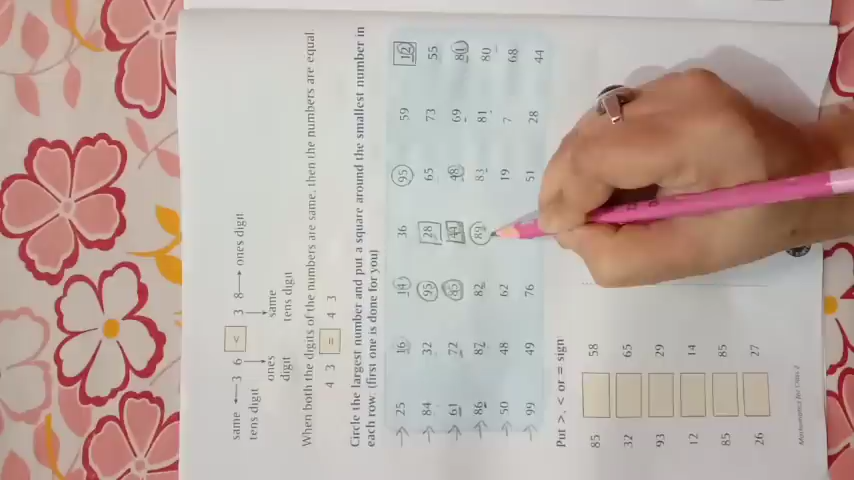 same ← 3 6 < 3 8 → ones digit
tens digit ones digit same tens digit
When both the digits of the numbers are same, then the numbers are equal.
4 3 = 4 3
Circle the largest number and put a square around the smallest number in
each row. (first one is done for you)
25 16 14 36 95 59 12
84 32 95 28 65 73 55
61 72 85 48 69 81
86 82 82 83 81 80
50 48 62 19 7 68
99 49 76 51 28 44
Put >, < or = sign
85 58
32 65
93 29
12 14
85 85
26 27
Mathematics for Class 2